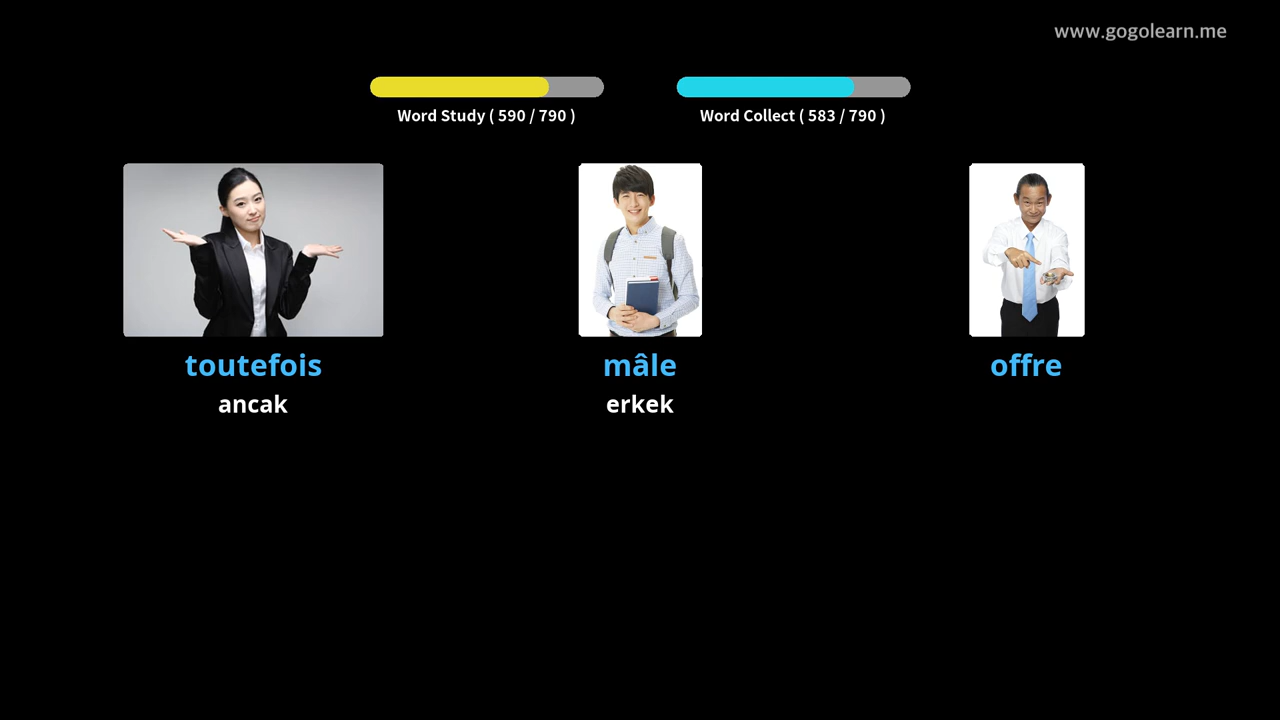 www.gogolearn.me
Word Study ( 590 / 790 )
Word Collect ( 583 / 790 )
toutefois
mâle
offre
ancak
erkek